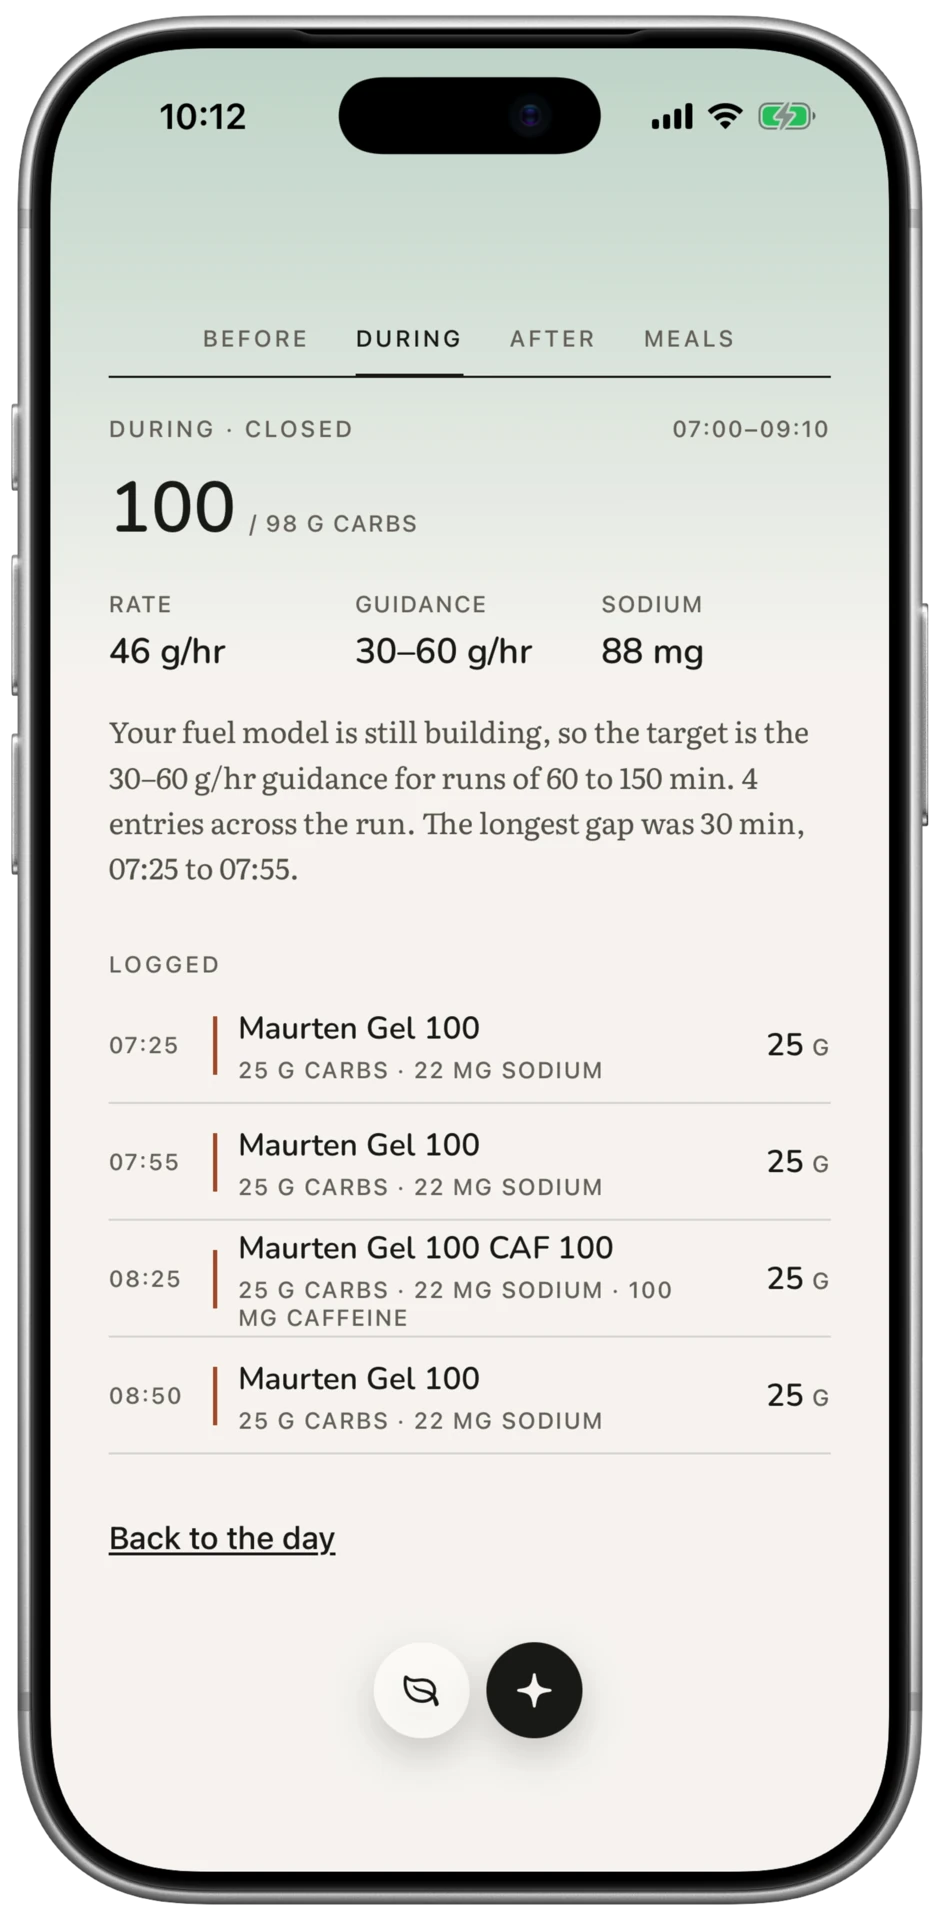 10:12
BEFORE DURING AFTER MEALS
DURING · CLOSED 07:00–09:10
100 / 98 G CARBS
RATE GUIDANCE SODIUM
46 g/hr 30–60 g/hr 88 mg
Your fuel model is still building, so the target is the
30–60 g/hr guidance for runs of 60 to 150 min. 4
entries across the run. The longest gap was 30 min,
07:25 to 07:55.
LOGGED
07:25 Maurten Gel 100 25 G
25 G CARBS · 22 MG SODIUM
07:55 Maurten Gel 100 25 G
25 G CARBS · 22 MG SODIUM
08:25 Maurten Gel 100 CAF 100 25 G
25 G CARBS · 22 MG SODIUM · 100
MG CAFFEINE
08:50 Maurten Gel 100 25 G
25 G CARBS · 22 MG SODIUM
Back to the day